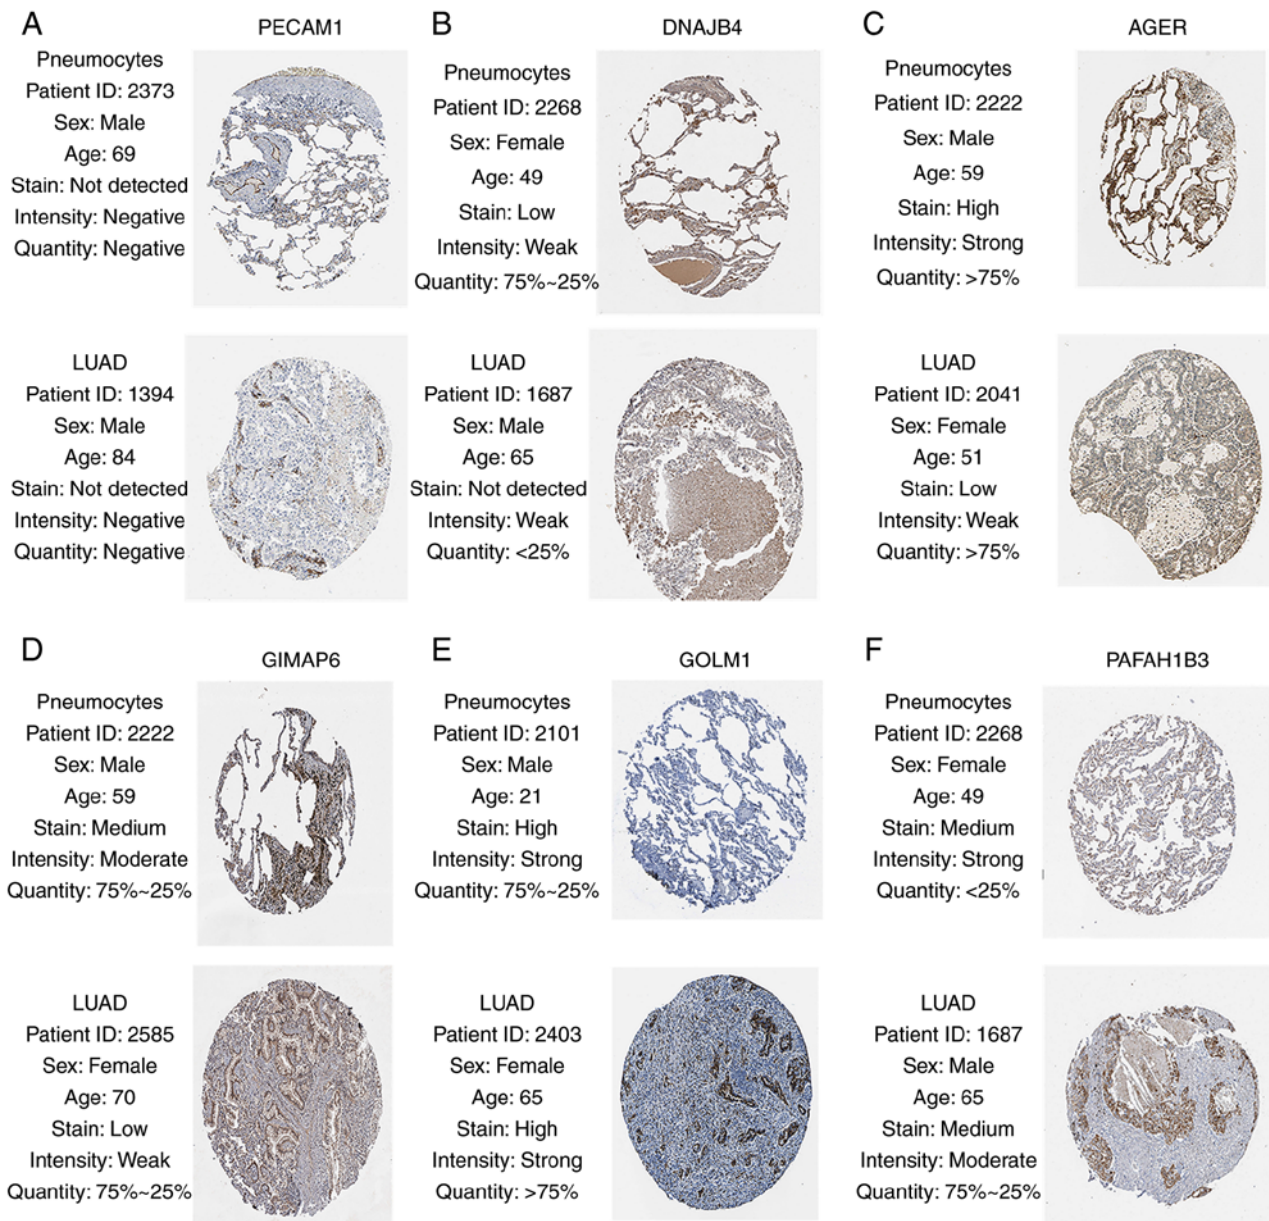 A
PECAM1
Pneumocytes
Patient ID: 2373
Sex: Male
Age: 69
Stain: Not detected
Intensity: Negative
Quantity: Negative
LUAD
Patient ID: 1394
Sex: Male
Age: 84
Stain: Not detected
Intensity: Negative
Quantity: Negative
B
DNAJB4
Pneumocytes
Patient ID: 2268
Sex: Female
Age: 49
Stain: Low
Intensity: Weak
Quantity: 75%~25%
LUAD
Patient ID: 1687
Sex: Male
Age: 65
Stain: Not detected
Intensity: Weak
Quantity: <25%
C
AGER
Pneumocytes
Patient ID: 2222
Sex: Male
Age: 59
Stain: High
Intensity: Strong
Quantity: >75%
LUAD
Patient ID: 2041
Sex: Female
Age: 51
Stain: Low
Intensity: Weak
Quantity: >75%
D
GIMAP6
Pneumocytes
Patient ID: 2222
Sex: Male
Age: 59
Stain: Medium
Intensity: Moderate
Quantity: 75%~25%
LUAD
Patient ID: 2585
Sex: Female
Age: 70
Stain: Low
Intensity: Weak
Quantity: 75%~25%
E
GOLM1
Pneumocytes
Patient ID: 2101
Sex: Male
Age: 21
Stain: High
Intensity: Strong
Quantity: 75%~25%
LUAD
Patient ID: 2403
Sex: Female
Age: 65
Stain: High
Intensity: Strong
Quantity: >75%
F
PAFAH1B3
Pneumocytes
Patient ID: 2268
Sex: Female
Age: 49
Stain: Medium
Intensity: Strong
Quantity: <25%
LUAD
Patient ID: 1687
Sex: Male
Age: 65
Stain: Medium
Intensity: Moderate
Quantity: 75%~25%